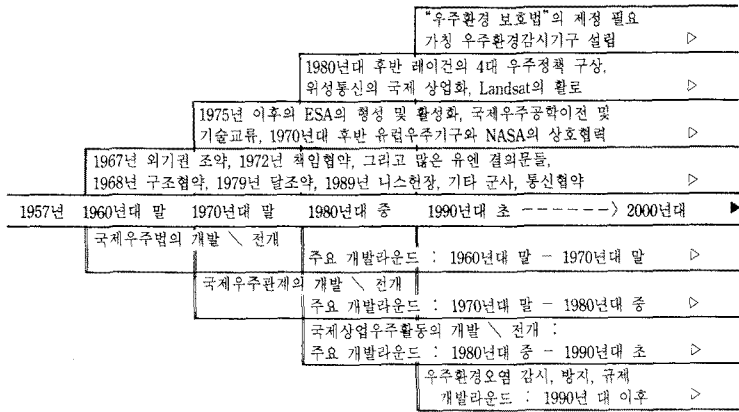 “우주환경 보호법”의 제정 필요
가칭 우주환경감시기구 설립 ▷
1980년대 후반 레이건의 4대 우주정책 구상,
위성통신의 국제 상업화, Landsat의 활로 ▷
1975년 이후의 ESA의 형성 및 활성화, 국제우주공학이전 및
기술교류, 1970년대 후반 유럽우주기구와 NASA의 상호협력 ▷
1967년 외기권 조약, 1972년 책임협약, 그리고 많은 유엔 결의문들,
1968년 구조협약, 1979년 달조약, 1989년 니스헌장, 기타 군사, 통신협약 ▷
1957년 1960년대 말 1970년대 말 1980년대 중 1990년대 초 ------〉 2000년대 ▶
국제우주법의 개발 \ 전개
주요 개발라운드 : 1960년대 말 - 1970년대 말 ▷
국제우주관계의 개발 \ 전개
주요 개발라운드 : 1970년대 말 - 1980년대 중 ▷
국제상업우주활동의 개발 \ 전개 :
주요 개발라운드 : 1980년대 중 - 1990년대 초 ▷
우주환경오염 감시, 방지, 규제
개발라운드 : 1990년 대 이후 ▷